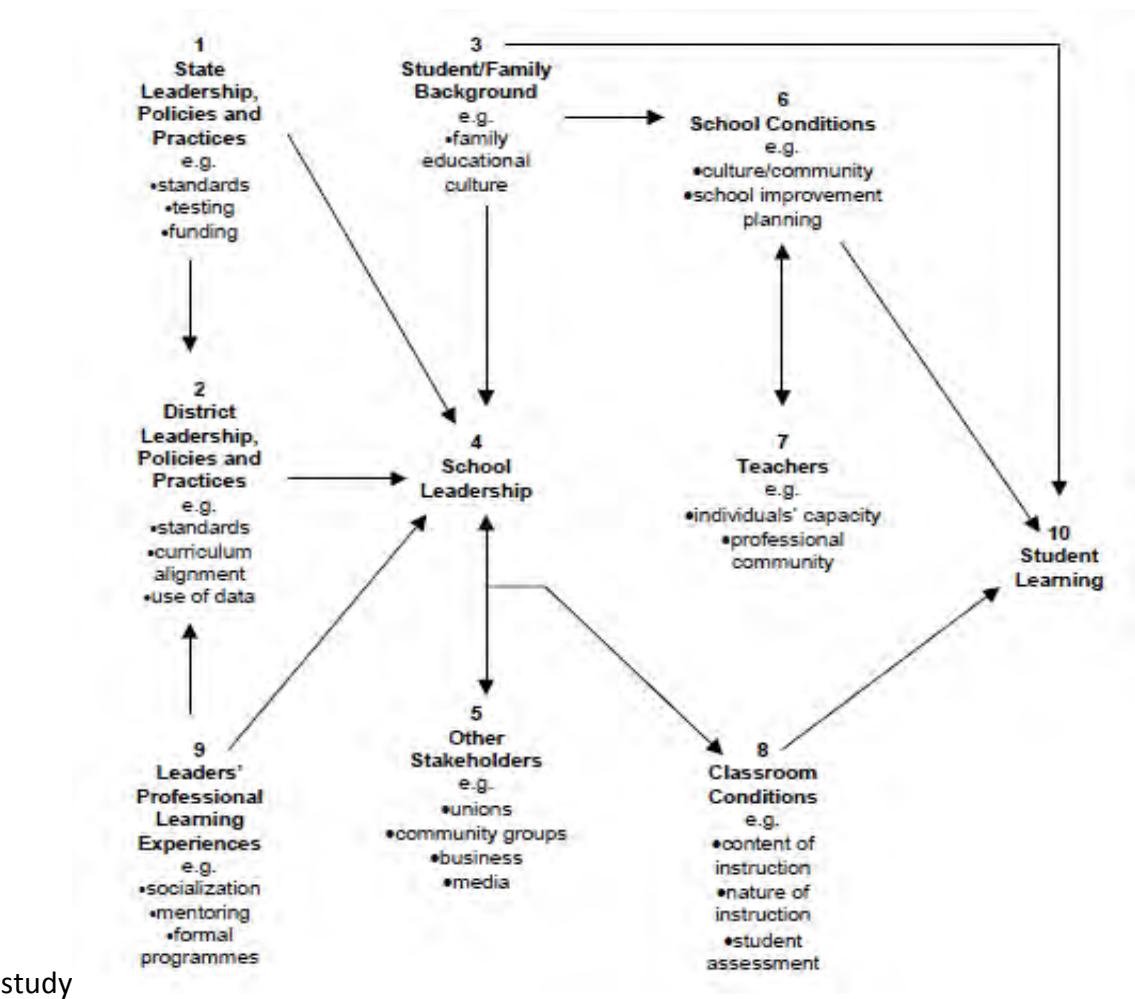 1
State
Leadership,
Policies and
Practices
e.g.
•standards
•testing
•funding
3
Student/Family
Background
e.g.
•family
educational
culture
6
School Conditions
e.g.
•culture/community
•school improvement
planning
2
District
Leadership,
Policies and
Practices
e.g.
•standards
•curriculum
alignment
•use of data
4
School
Leadership
7
Teachers
e.g.
•individuals' capacity
•professional
community
10
Student
Learning
9
Leaders'
Professional
Learning
Experiences
e.g.
•socialization
•mentoring
•formal
programmes
5
Other
Stakeholders
e.g.
•unions
•community groups
•business
•media
8
Classroom
Conditions
e.g.
•content of
instruction
•nature of
instruction
•student
assessment
study